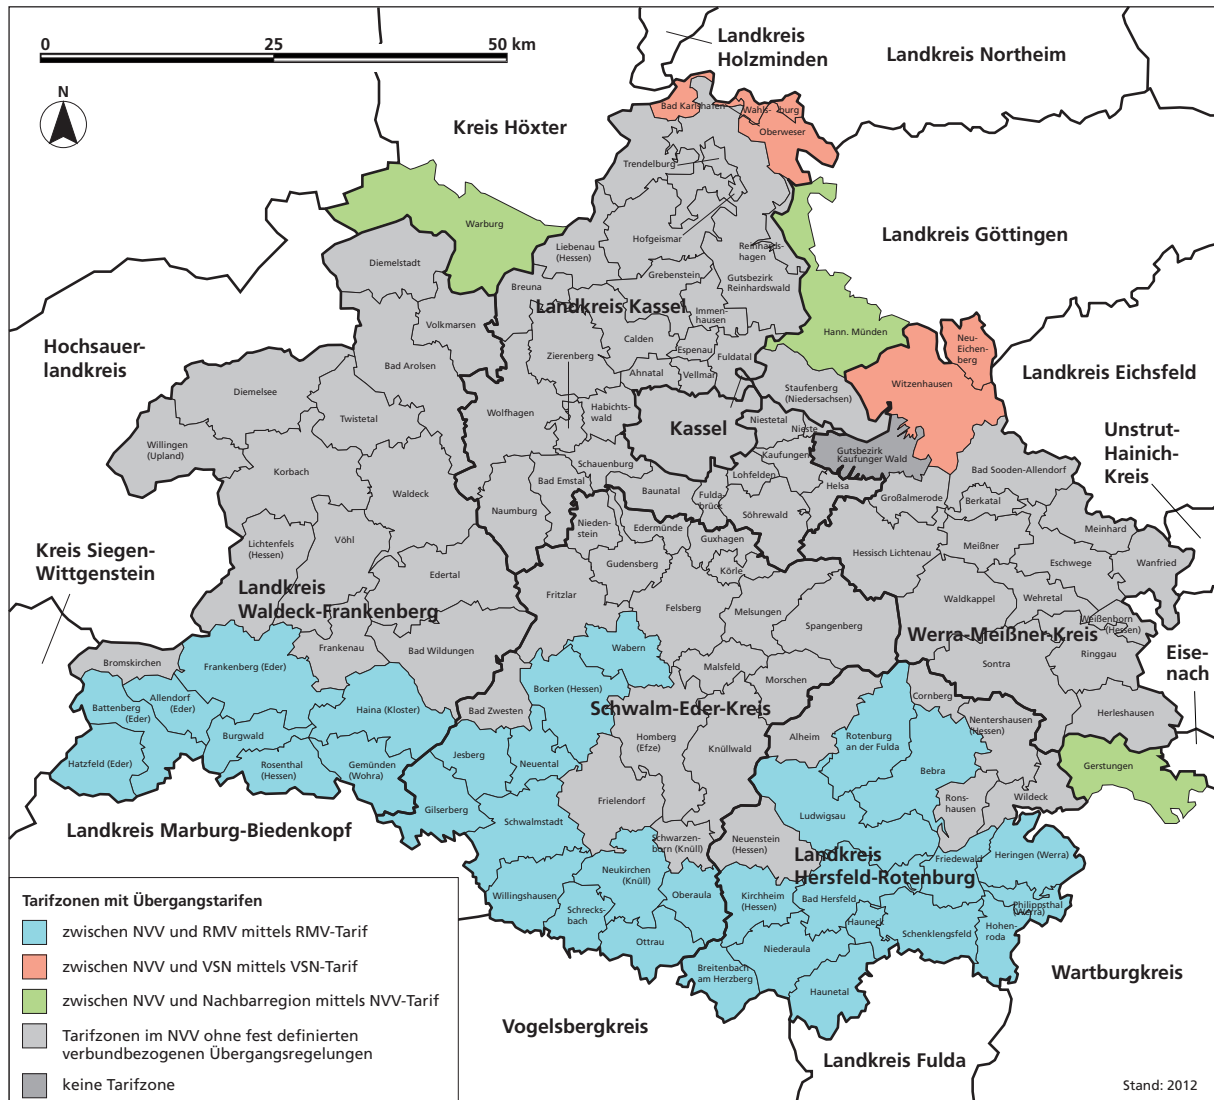 0 25 50 km
N
Landkreis
Holzminden
Landkreis Northeim
Kreis Höxter
Landkreis Göttingen
Hochsauer-
landkreis
Landkreis Eichsfeld
Unstrut-
Hainich-
Kreis
Kreis Siegen-
Wittgenstein
Eise-
nach
Landkreis Marburg-Biedenkopf
Vogelsbergkreis
Landkreis Fulda
Wartburgkreis
Landkreis Kassel
Kassel
Landkreis
Waldeck-Frankenberg
Schwalm-Eder-Kreis
Werra-Meißner-Kreis
Landkreis
Hersfeld-Rotenburg
Bad Karlshafen
Wahls-burg
Oberweser
Trendelburg
Warburg
Hofgeismar
Liebenau
(Hessen)
Reinhards-
hagen
Diemelstadt
Grebenstein
Gutsbezirk
Reinhardswald
Breuna
Immen-
hausen
Volkmarsen
Hann. Münden
Calden
Zierenberg
Espenau
Fuldatal
Neu-
Eichen-
berg
Bad Arolsen
Ahnatal
Vellmar
Witzenhausen
Staufenberg
(Niedersachsen)
Diemelsee
Twistetal
Wolfhagen
Habichts-
wald
Niestetal
Nieste
Willingen
(Upland)
Kaufungen
Gutsbezirk
Kaufunger Wald
Korbach
Schauenburg
Lohfelden
Bad Sooden-Allendorf
Waldeck
Bad Emstal
Baunatal
Fulda-
brück
Helsa
Großalmerode
Berkatal
Naumburg
Söhrewald
Nieden-
stein
Edermünde
Guxhagen
Meinhard
Lichtenfels
(Hessen)
Vöhl
Hessisch Lichtenau
Meißner
Eschwege
Wanfried
Gudensberg
Körle
Edertal
Fritzlar
Felsberg
Melsungen
Waldkappel
Wehretal
Spangenberg
Weißenborn
(Hessen)
Bromskirchen
Frankenberg (Eder)
Frankenau
Bad Wildungen
Wabern
Malsfeld
Morschen
Sontra
Ringgau
Battenberg
(Eder)
Allendorf
(Eder)
Haina (Kloster)
Borken (Hessen)
Bad Zwesten
Cornberg
Nentershausen
(Hessen)
Herleshausen
Burgwald
Homberg
(Efze)
Knüllwald
Alheim
Rotenburg
an der Fulda
Hatzfeld (Eder)
Rosenthal
(Hessen)
Gemünden
(Wohra)
Jesberg
Neuental
Bebra
Gerstungen
Gilserberg
Frielendorf
Rons-
hausen
Wildeck
Schwalmstadt
Ludwigsau
Schwarzen-
born (Knüll)
Neuenstein
(Hessen)
Friedewald
Heringen (Werra)
Neukirchen
(Knüll)
Oberaula
Willingshausen
Kirchheim
(Hessen)
Bad Hersfeld
Philippsthal
(Werra)
Schrecks-
bach
Hauneck
Hohen-
roda
Schenklengsfeld
Ottrau
Niederaula
Breitenbach
am Herzberg
Haunetal
Tarifzonen mit Übergangstarifen
zwischen NVV und RMV mittels RMV-Tarif
zwischen NVV und VSN mittels VSN-Tarif
zwischen NVV und Nachbarregion mittels NVV-Tarif
Tarifzonen im NVV ohne fest definierten
verbundbezogenen Übergangsregelungen
keine Tarifzone
Stand: 2012